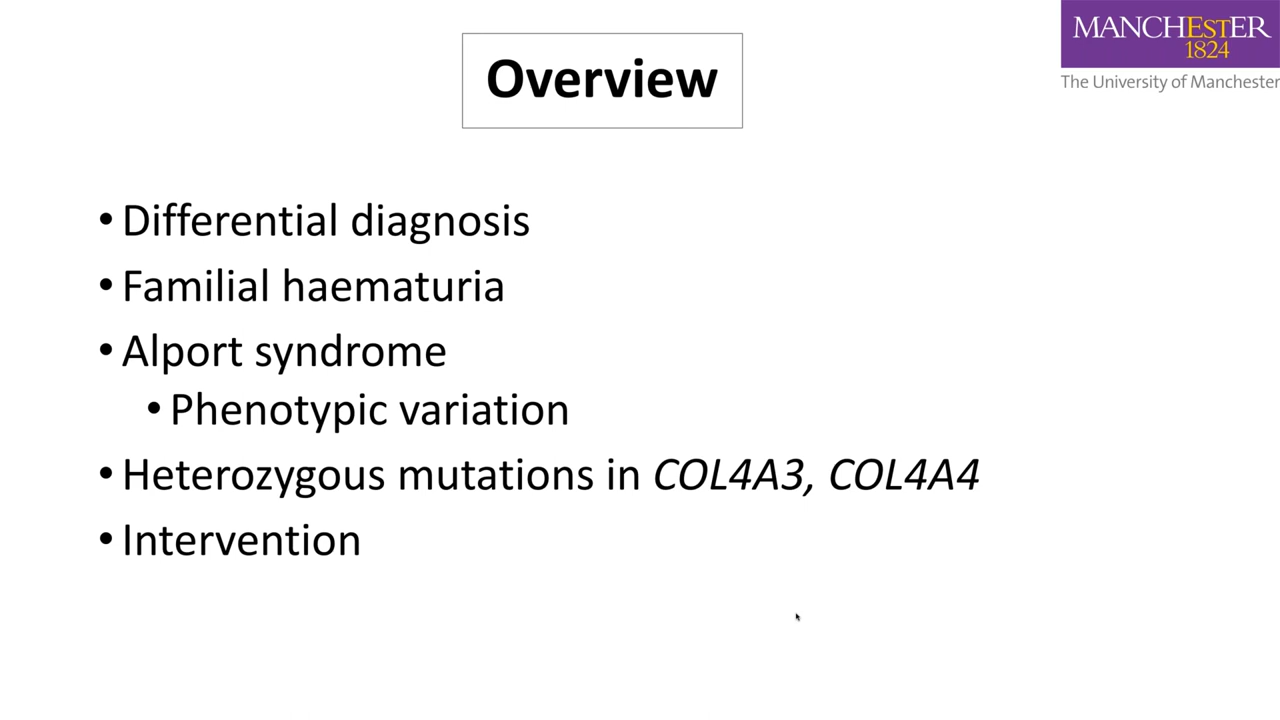 MANCHESTER
1824
The University of Manchester
Overview
• Differential diagnosis
• Familial haematuria
• Alport syndrome
• Phenotypic variation
• Heterozygous mutations in COL4A3, COL4A4
• Intervention